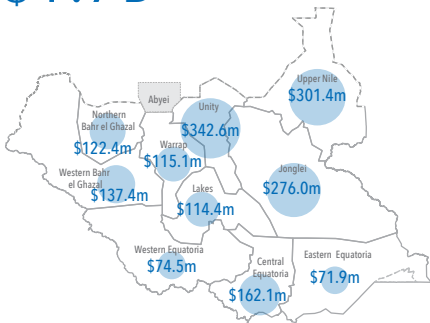 Upper Nile
$301.4m
Abyei
Unity
$342.6m
Northern
Bahr el Ghazal
$122.4m
Warrap
$115.1m
Western Bahr
el Ghazal
$137.4m
Lakes
$114.4m
Jonglei
$276.0m
Western Equatoria
$74.5m
Central
Equatoria
$162.1m
Eastern Equatoria
$71.9m